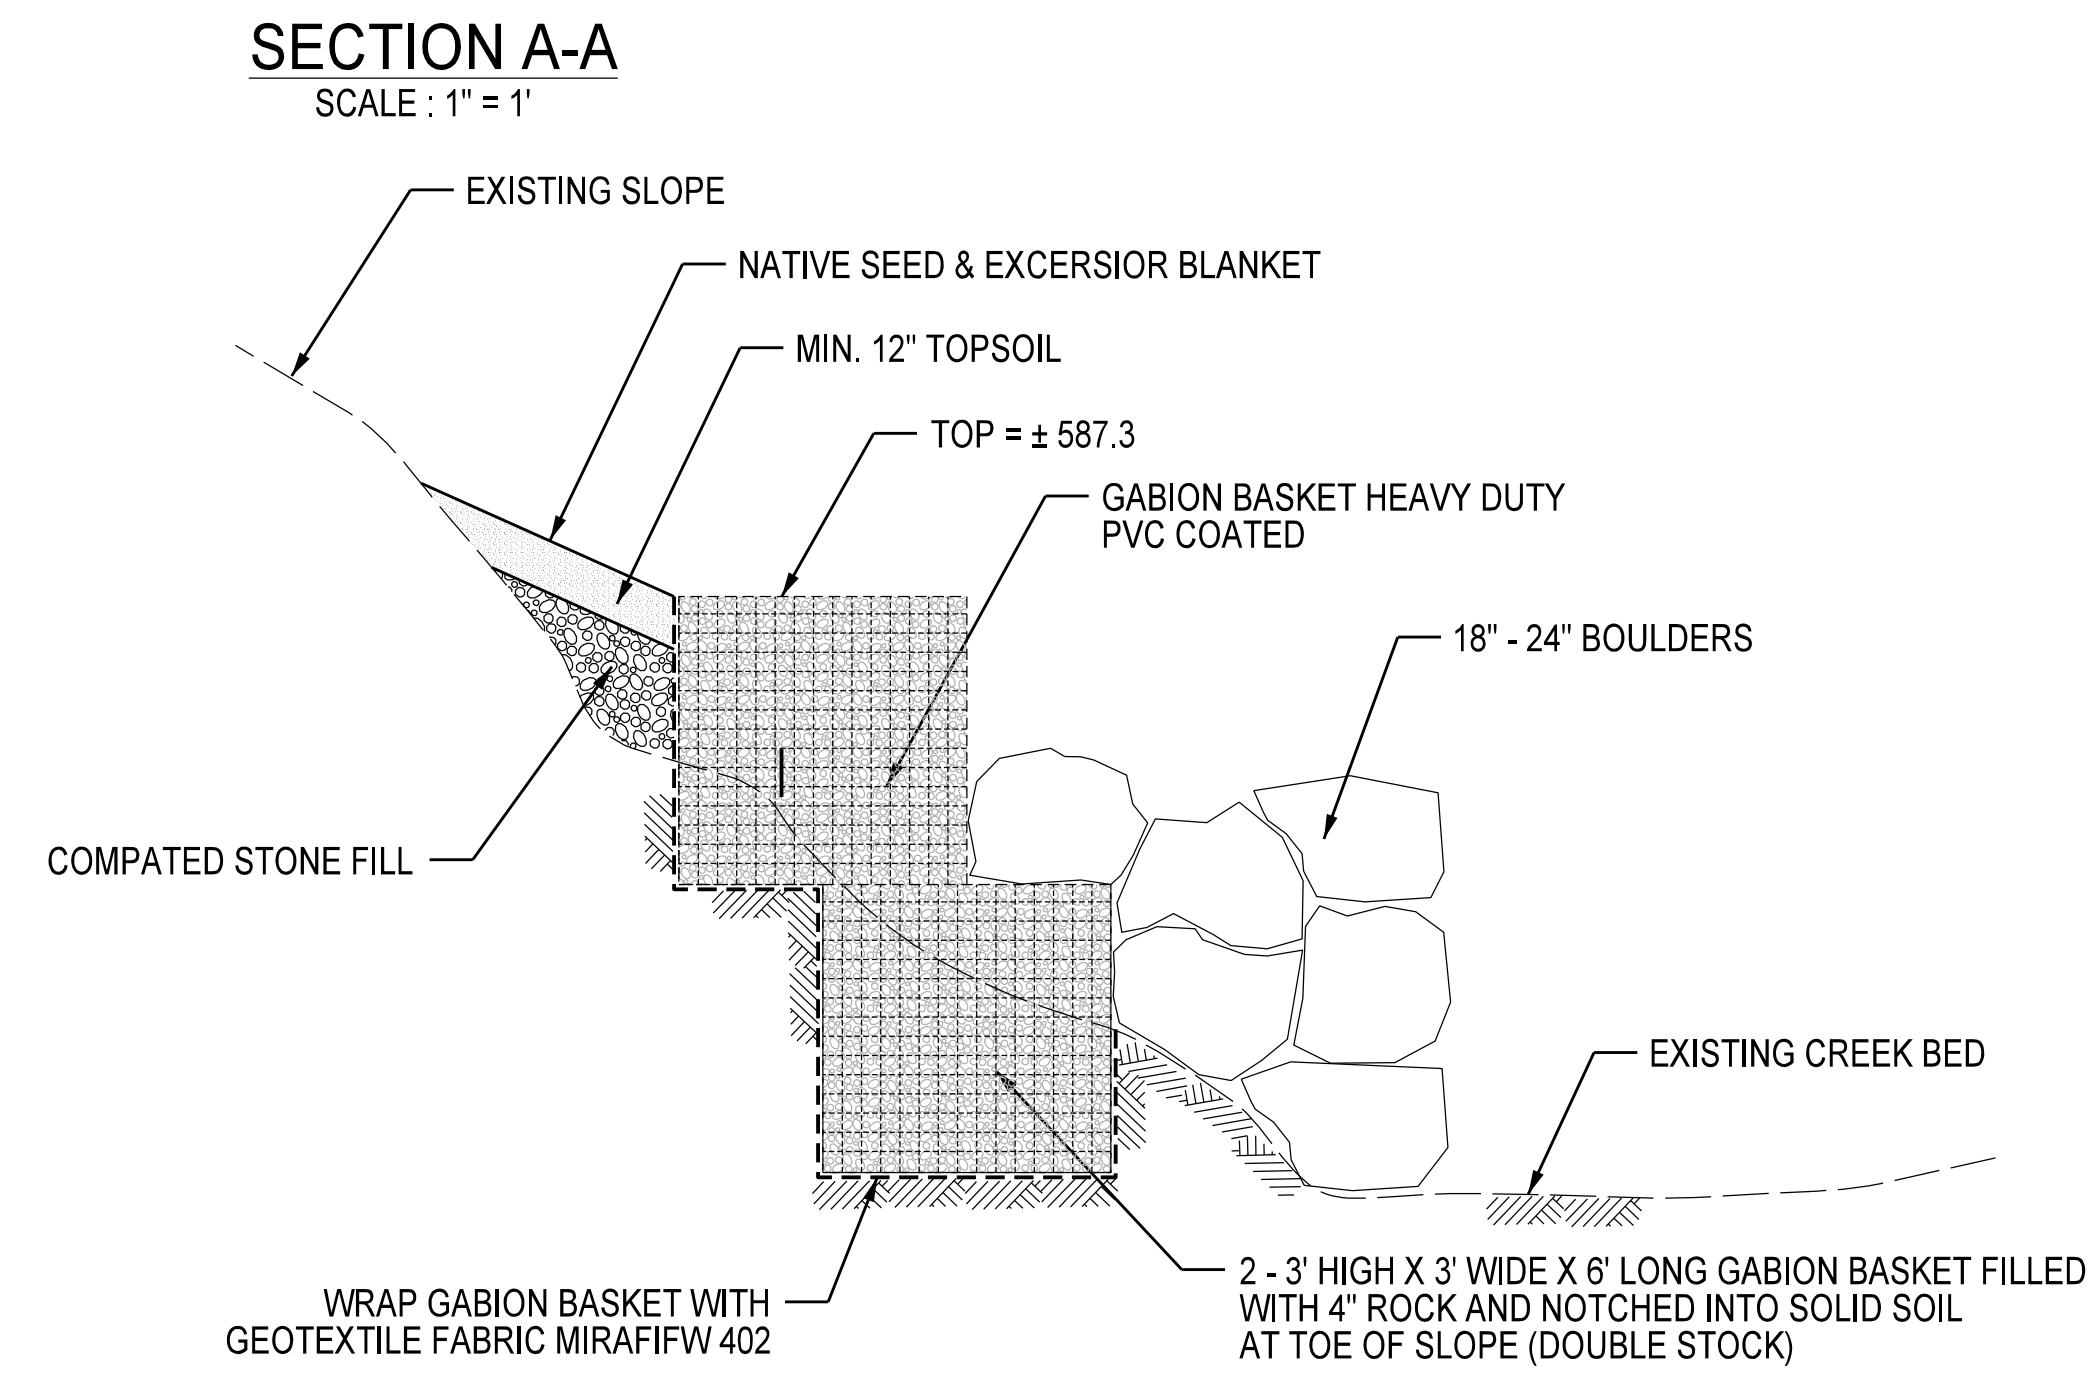 SECTION A-A
SCALE : 1" = 1'
EXISTING SLOPE
NATIVE SEED & EXCERSIOR BLANKET
MIN. 12" TOPSOIL
TOP = ± 587.3
GABION BASKET HEAVY DUTY
PVC COATED
18" - 24" BOULDERS
COMPATED STONE FILL
EXISTING CREEK BED
WRAP GABION BASKET WITH
GEOTEXTILE FABRIC MIRAFIFW 402
2 - 3' HIGH X 3' WIDE X 6' LONG GABION BASKET FILLED
WITH 4" ROCK AND NOTCHED INTO SOLID SOIL
AT TOE OF SLOPE (DOUBLE STOCK)